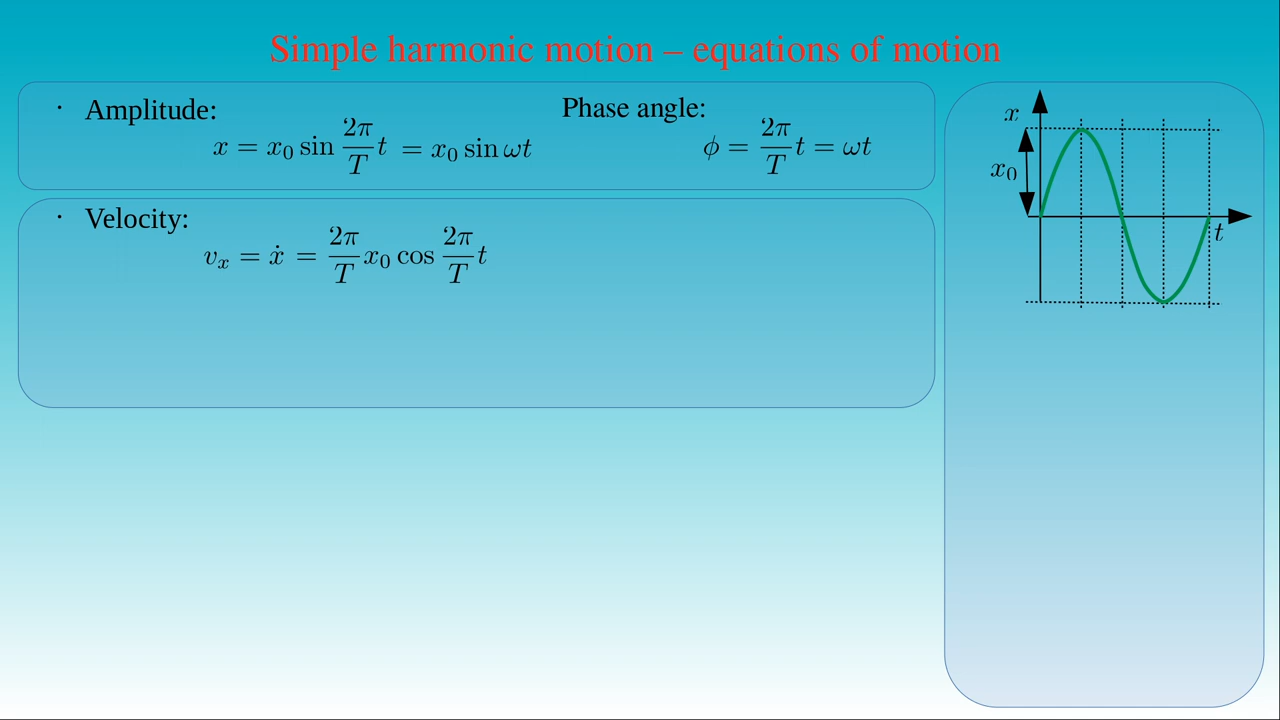 Simple harmonic motion – equations of motion
· Amplitude:
x = x₀ sin 2π/T t = x₀ sin ωt
Phase angle:
ϕ = 2π/T t = ωt
· Velocity:
vₓ = ẋ = 2π/T x₀ cos 2π/T t
x
x₀
t